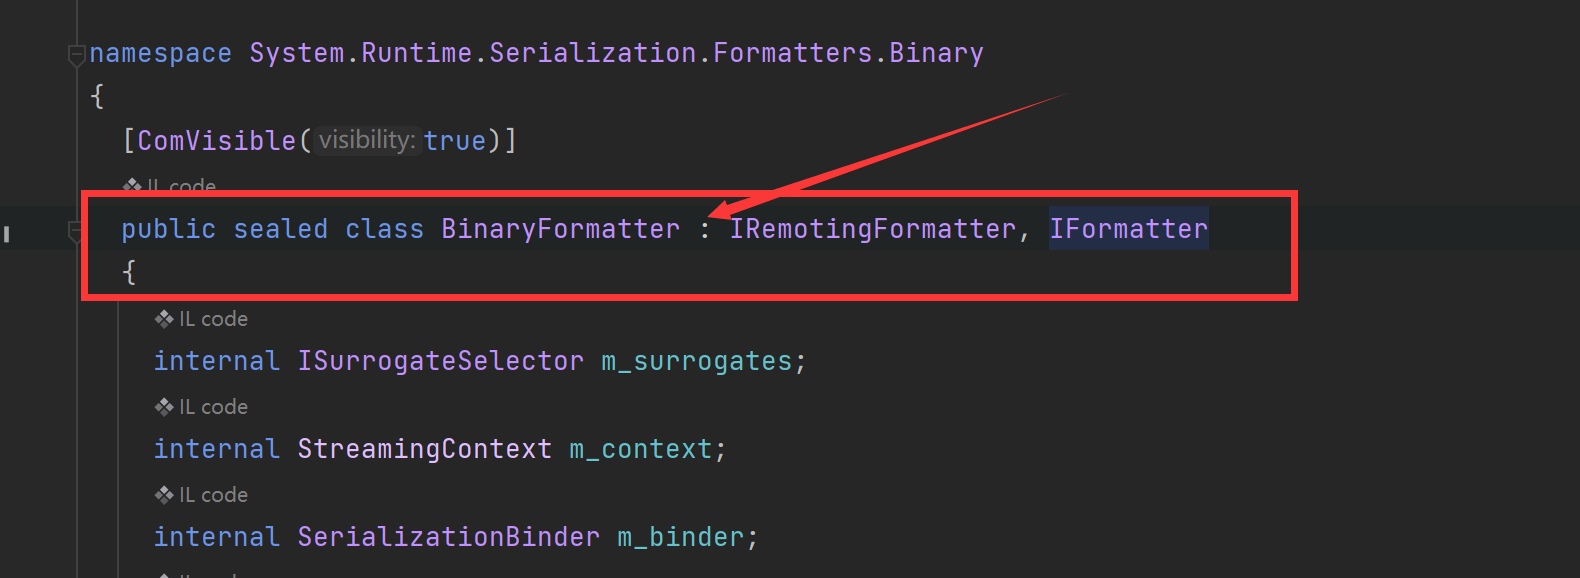 namespace System.Runtime.Serialization.Formatters.Binary
{
[ComVisible(visibility:true)]
IL code
public sealed class BinaryFormatter : IRemotingFormatter, IFormatter
{
IL code
internal ISurrogateSelector m_surrogates;
IL code
internal StreamingContext m_context;
IL code
internal SerializationBinder m_binder;